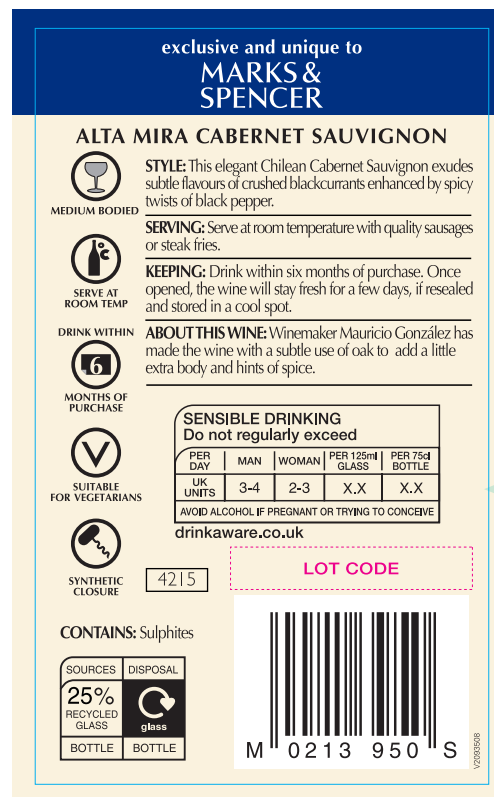 exclusive and unique to
MARKS &
SPENCER
ALTA MIRA CABERNET SAUVIGNON
MEDIUM BODIED
STYLE: This elegant Chilean Cabernet Sauvignon exudes
subtle flavours of crushed blackcurrants enhanced by spicy
twists of black pepper.
°C
SERVE AT
ROOM TEMP
SERVING: Serve at room temperature with quality sausages
or steak fries.
KEEPING: Drink within six months of purchase. Once
opened, the wine will stay fresh for a few days, if resealed
and stored in a cool spot.
DRINK WITHIN
6
MONTHS OF
PURCHASE
ABOUT THIS WINE: Winemaker Mauricio González has
made the wine with a subtle use of oak to add a little
extra body and hints of spice.
V
SUITABLE
FOR VEGETARIANS
SENSIBLE DRINKING
Do not regularly exceed
PER DAY MAN WOMAN PER 125ml GLASS PER 75cl BOTTLE
UK UNITS 3-4 2-3 X.X X.X
AVOID ALCOHOL IF PREGNANT OR TRYING TO CONCEIVE
drinkaware.co.uk
SYNTHETIC
CLOSURE
4215
LOT CODE
CONTAINS: Sulphites
SOURCES DISPOSAL
25%
RECYCLED
GLASS
glass
BOTTLE BOTTLE
M 0213 950 S
V2093508